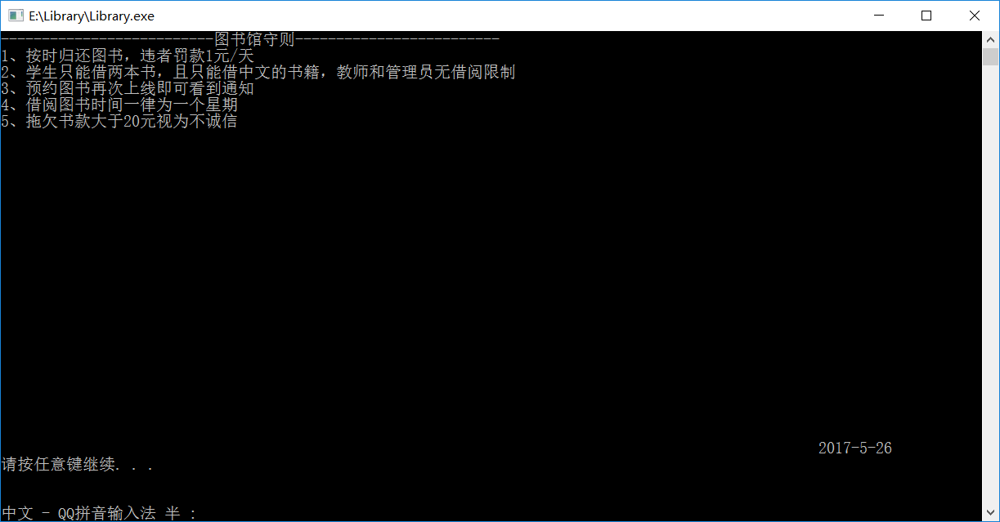 E:\Library\Library.exe
--------------------------图书馆守则-------------------------
1、按时归还图书，违者罚款1元/天
2、学生只能借两本书，且只能借中文的书籍，教师和管理员无借阅限制
3、预约图书再次上线即可看到通知
4、借阅图书时间一律为一个星期
5、拖欠书款大于20元视为不诚信
2017-5-26
请按任意键继续. . .
中文 - QQ拼音输入法 半 :